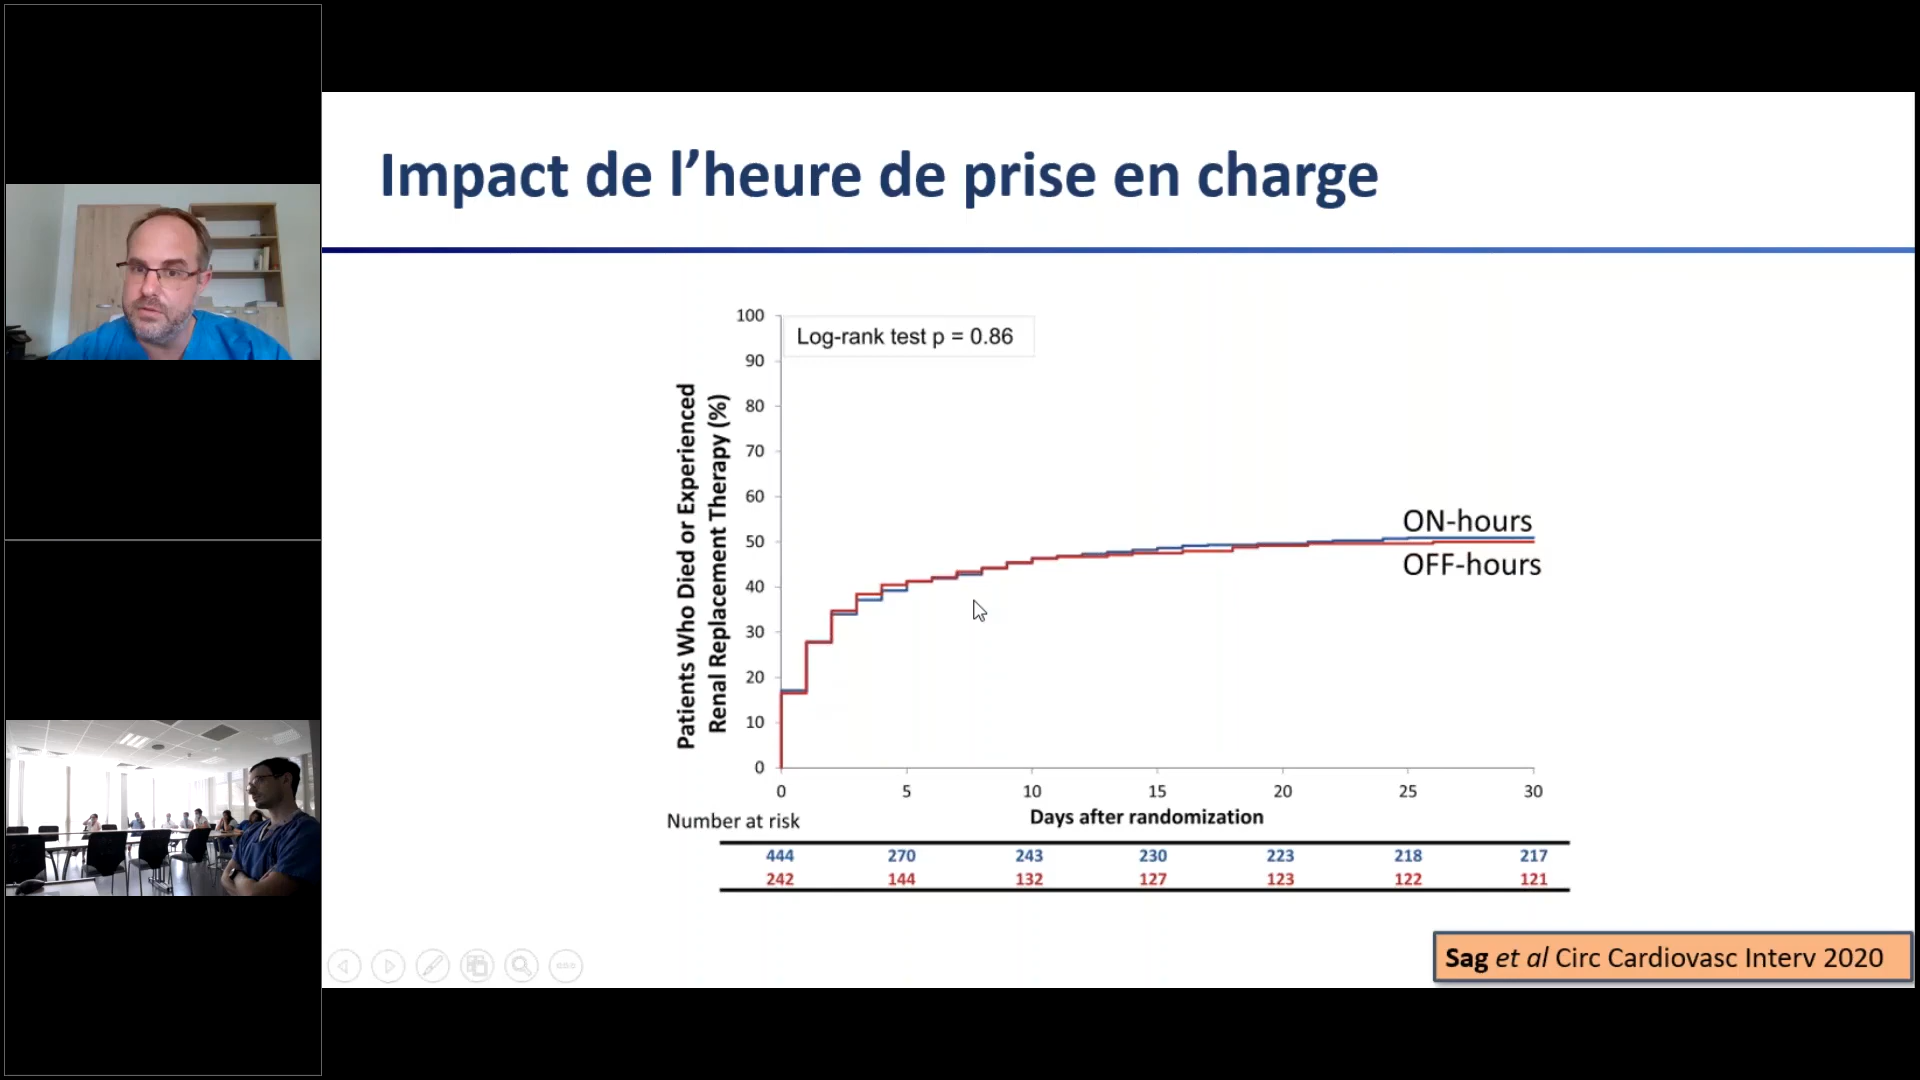 Impact de l’heure de prise en charge
Log-rank test p = 0.86
Patients Who Died or Experienced
Renal Replacement Therapy (%)
100
90
80
70
60
50
40
30
20
10
0
ON-hours
OFF-hours
0 5 10 15 20 25 30
Days after randomization
Number at risk
444 270 243 230 223 218 217
242 144 132 127 123 122 121
Sag et al Circ Cardiovasc Interv 2020